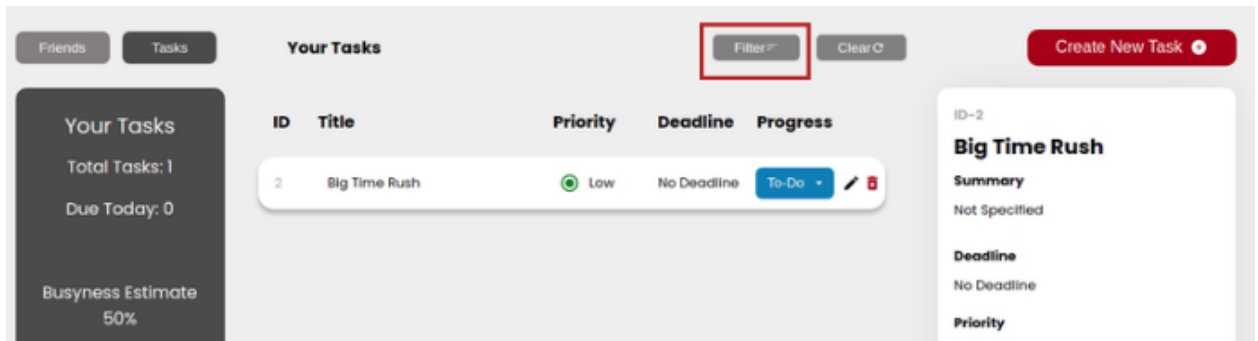 Friends
Tasks
Your Tasks
Filter
Clear
Create New Task
Your Tasks
Total Tasks: 1
Due Today: 0
Busyness Estimate
50%
ID Title Priority Deadline Progress
2 Big Time Rush Low No Deadline To-Do
ID-2
Big Time Rush
Summary
Not Specified
Deadline
No Deadline
Priority